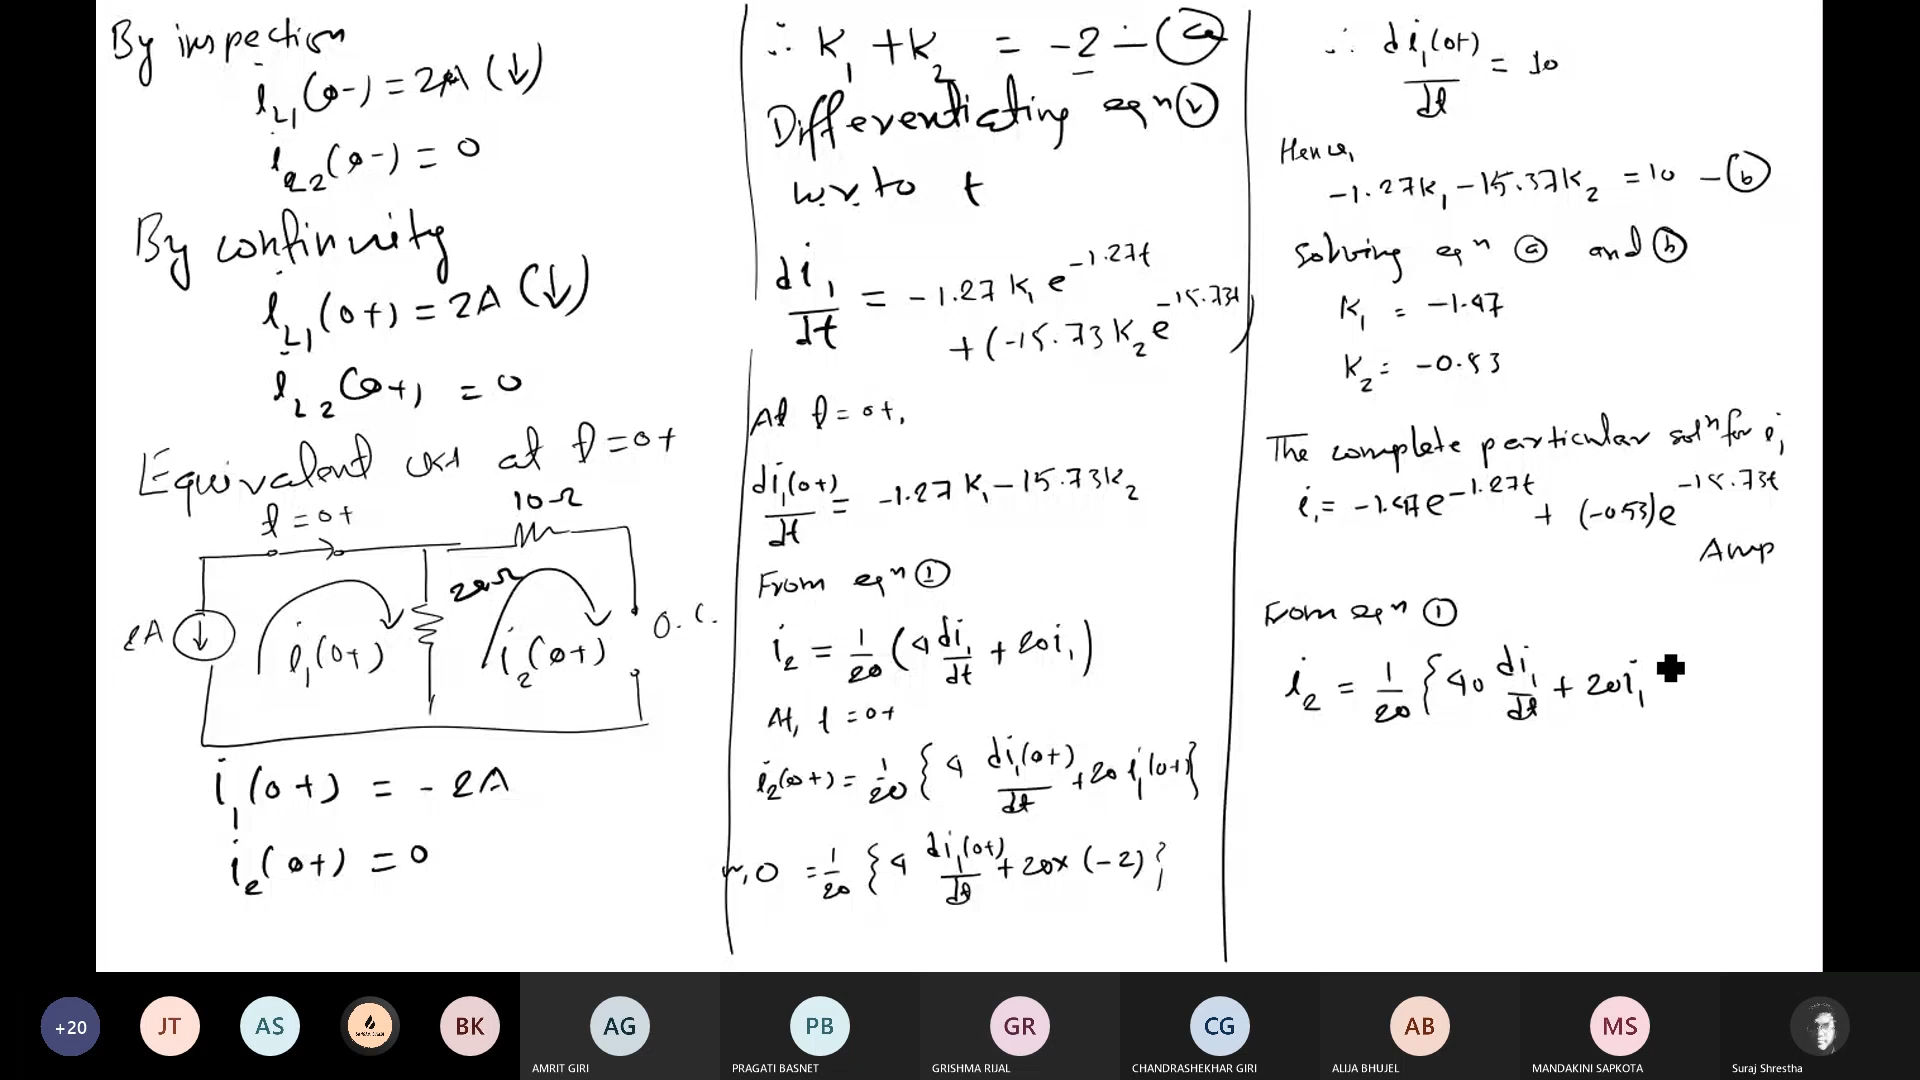 By inspection
i_L1(0-) = 2A (↓)
i_L2(0-) = 0
By continuity
i_L1(0+) = 2A (↓)
i_L2(0+) = 0
Equivalent ckt at t=0+
t=0+
10Ω
20Ω
2A
i₁(0+)
i₂(0+)
O.C.
i₁(0+) = -2A
i₂(0+) = 0
∴ K₁ + K₂ = -2 — ⓐ
Differentiating eqⁿ ⓥ
w.r.to t
di₁/dt = -1.27 K₁ e^(-1.27t)
+ (-15.73 K₂ e^(-15.73t))
At t=0+,
di₁(0+)/dt = -1.27 K₁ - 15.73 K₂
From eqⁿ ①
i₂ = 1/20 (4 di₁/dt + 20i₁)
At, t=0+
i₂(0+) = 1/20 { 4 di₁(0+)/dt + 20 i₁(0+) }
or, 0 = 1/20 { 4 di₁(0+)/dt + 20x (-2) }
∴ di₁(0+)/dt = 10
Hence,
-1.27K₁ - 15.37K₂ = 10 - ⓑ
Solving eqⁿ ⓐ and ⓑ
K₁ = -1.47
K₂ = -0.53
The complete particular solⁿ for i₁
i₁ = -1.47e^(-1.27t) + (-0.53)e^(-15.73t)
Amp
From eqⁿ ①
i₂ = 1/20 { 40 di₁/dt + 20i₁
+20
JT
AS
BK
AG
PB
GR
CG
AB
MS
AMRIT GIRI
PRAGATI BASNET
GRISHMA RIJAL
CHANDRASHEKHAR GIRI
ALIJA BHUJEL
MANDAKINI SAPKOTA
Suraj Shrestha